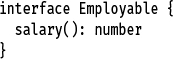 interface Employable {
  salary(): number
}